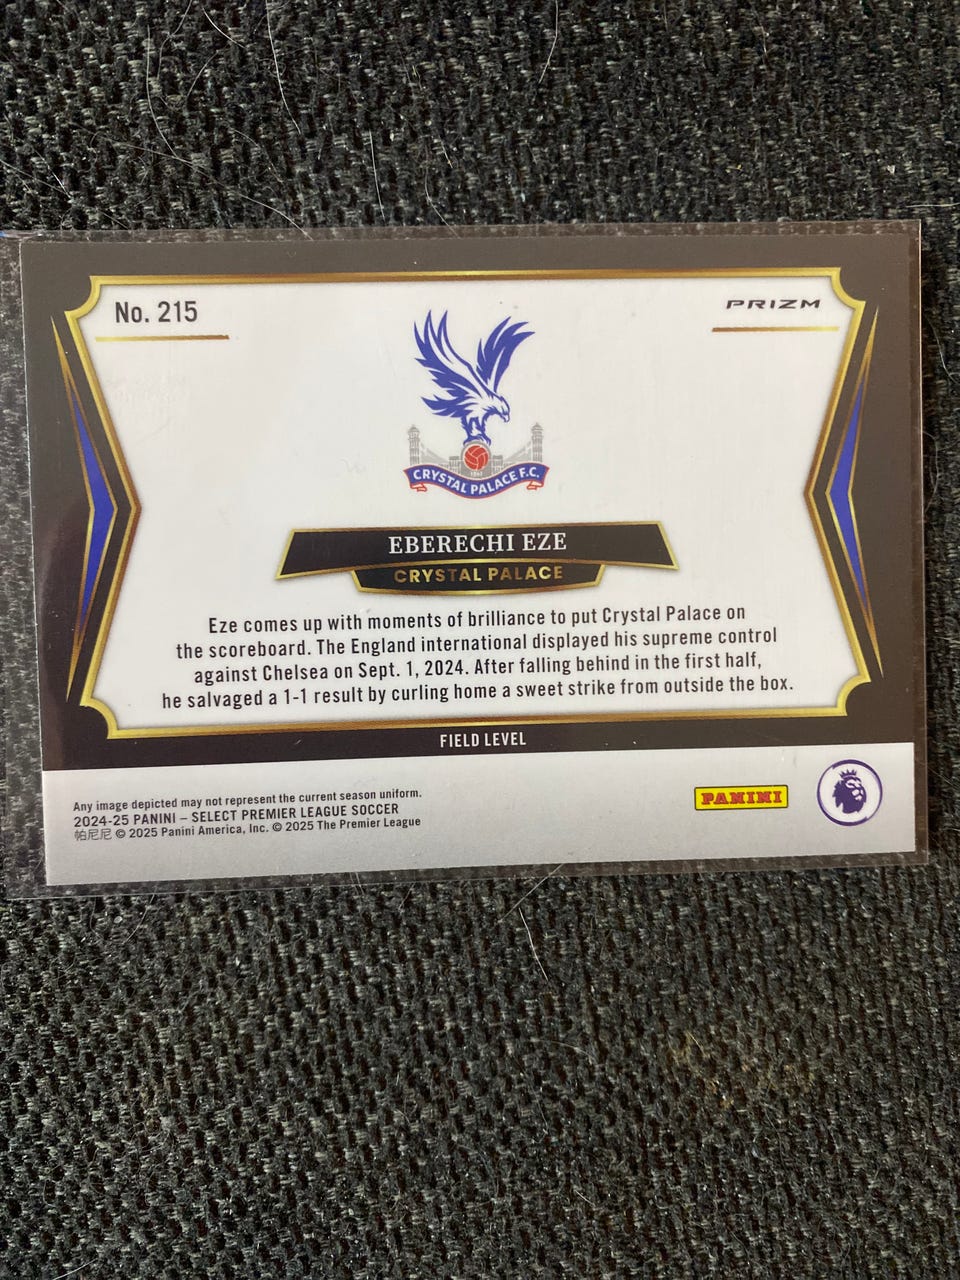 No. 215
PRIZM
CRYSTAL PALACE F.C.
EBERECHI EZE
CRYSTAL PALACE
Eze comes up with moments of brilliance to put Crystal Palace on
the scoreboard. The England international displayed his supreme control
against Chelsea on Sept. 1, 2024. After falling behind in the first half,
he salvaged a 1-1 result by curling home a sweet strike from outside the box.
FIELD LEVEL
Any image depicted may not represent the current season uniform.
2024-25 PANINI – SELECT PREMIER LEAGUE SOCCER
帕尼尼 © 2025 Panini America, Inc. © 2025 The Premier League
PANINI